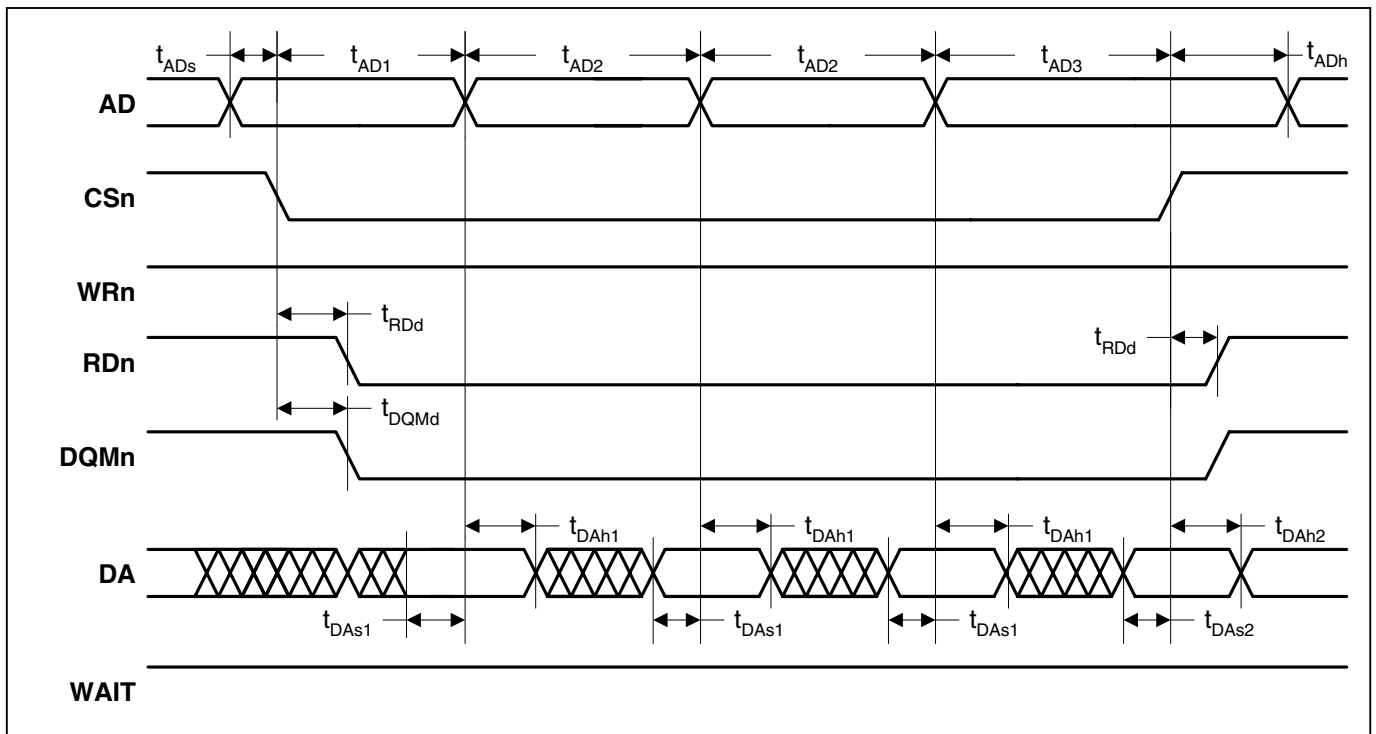 tADs tAD1 tAD2 tAD2 tAD3 tADh
AD
CSn
WRn
tRDd
RDn
tRDd
tDQMd
DQMn
tDAh1 tDAh1 tDAh1 tDAh2
DA
tDAs1 tDAs1 tDAs1 tDAs2
WAIT